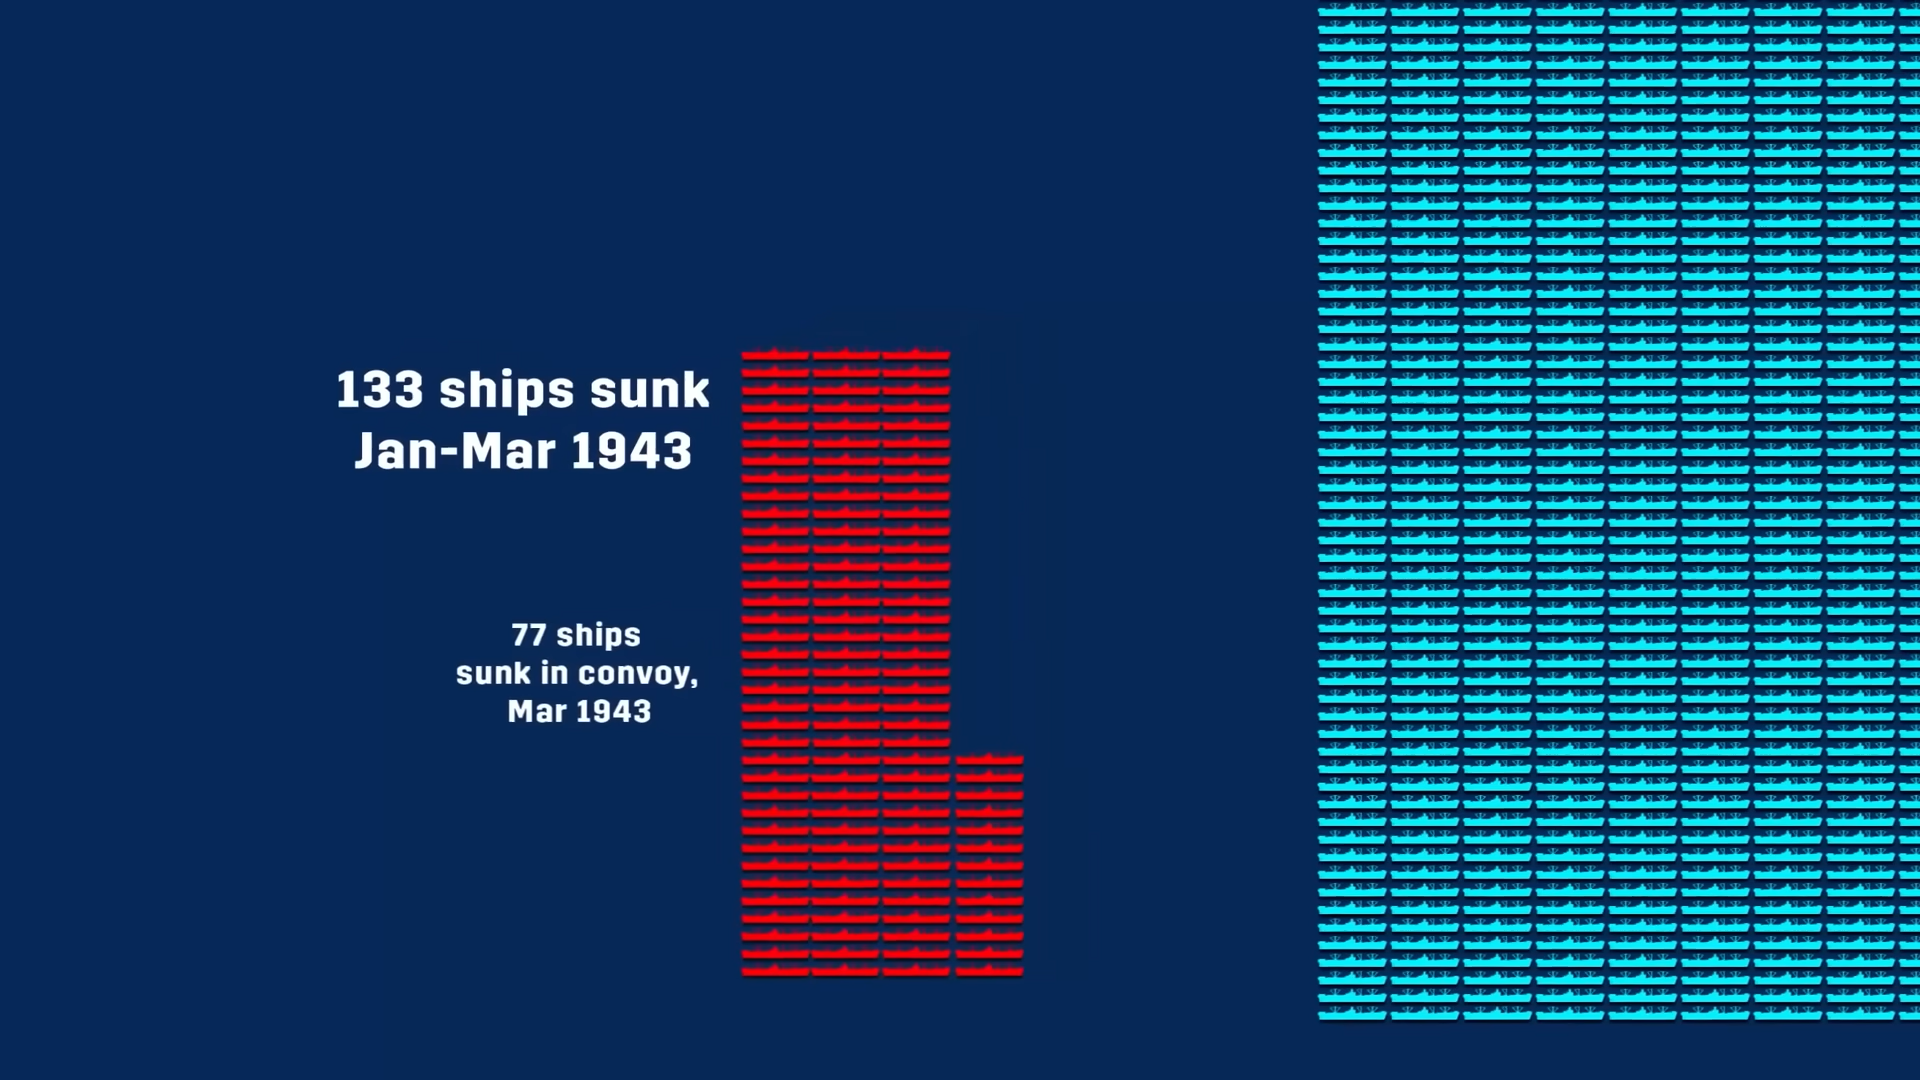 133 ships sunk
Jan-Mar 1943
77 ships
sunk in convoy,
Mar 1943